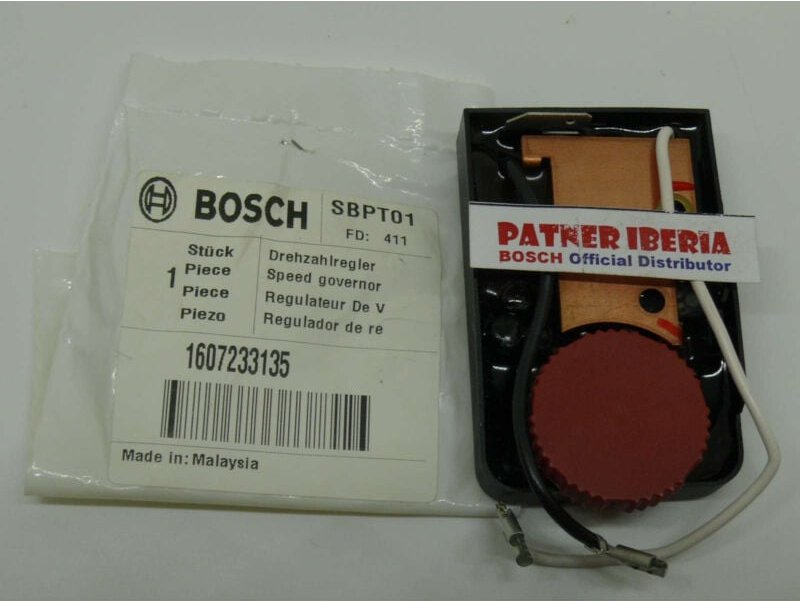 BOSCH
SBPT01
FD: 411
Stück
1 Piece
Piece
Piezo
Drehzahlregler
Speed governor
Regulateur De V
Regulador de re
1607233135
Made in: Malaysia
PATKER IBERIA
BOSCH Official Distributor